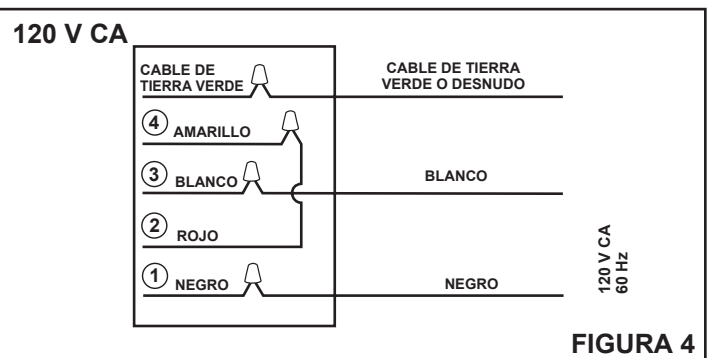 120 V CA
CABLE DE
TIERRA VERDE
CABLE DE TIERRA
VERDE O DESNUDO
4 AMARILLO
3 BLANCO
BLANCO
2 ROJO
1 NEGRO
NEGRO
120 V CA
60 Hz
FIGURA 4